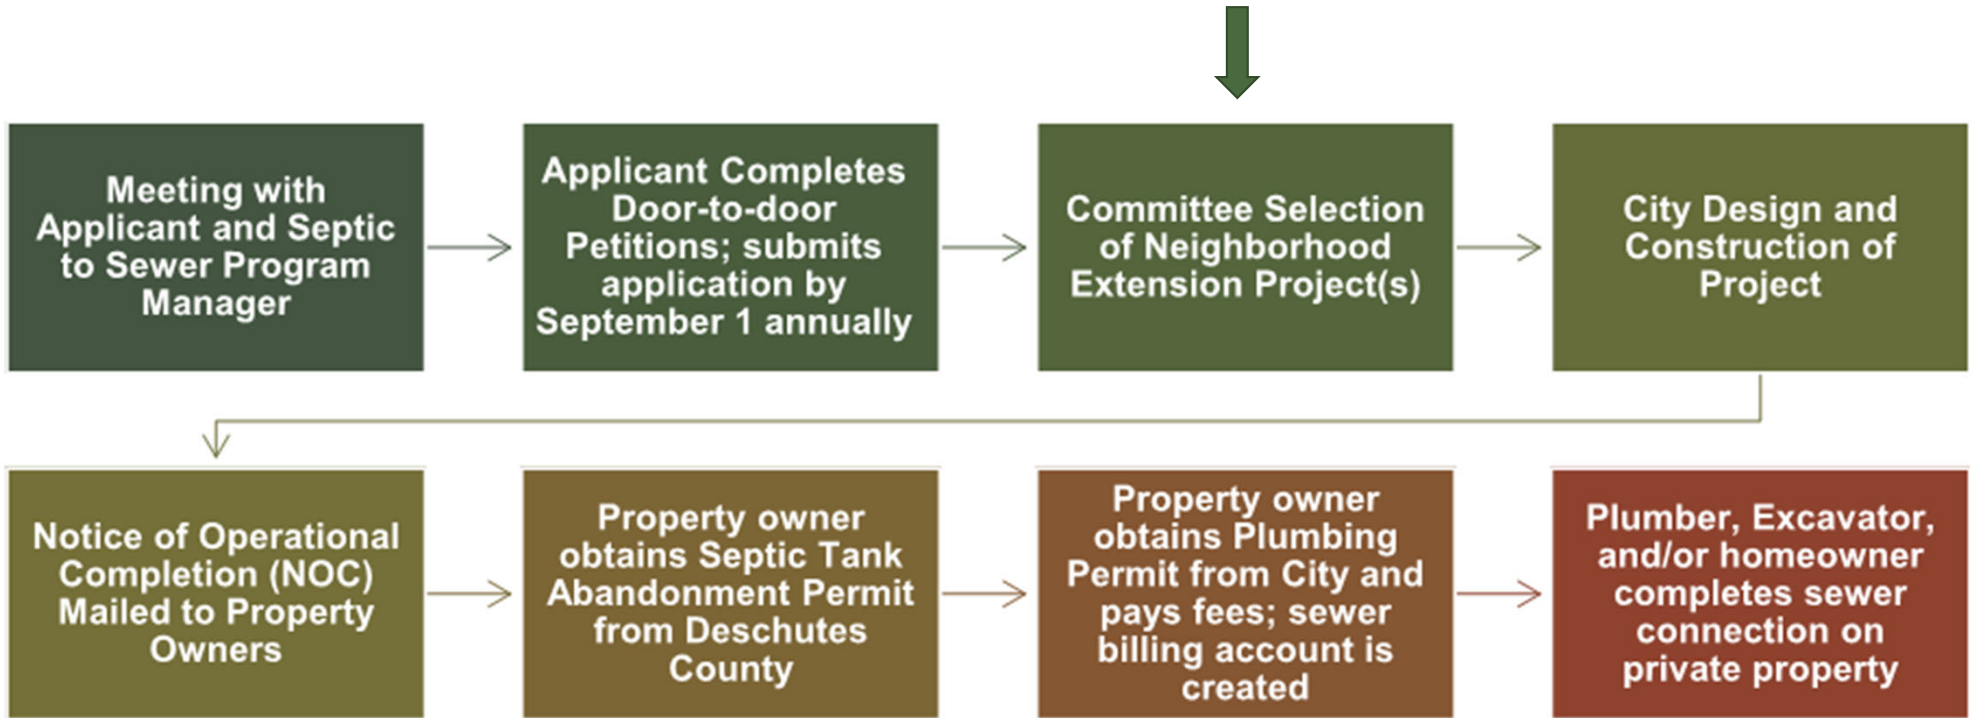 Meeting with
Applicant and Septic
to Sewer Program
Manager
Applicant Completes
Door-to-door
Petitions; submits
application by
September 1 annually
Committee Selection
of Neighborhood
Extension Project(s)
City Design and
Construction of
Project
Notice of Operational
Completion (NOC)
Mailed to Property
Owners
Property owner
obtains Septic Tank
Abandonment Permit
from Deschutes
County
Property owner
obtains Plumbing
Permit from City and
pays fees; sewer
billing account is
created
Plumber, Excavator,
and/or homeowner
completes sewer
connection on
private property